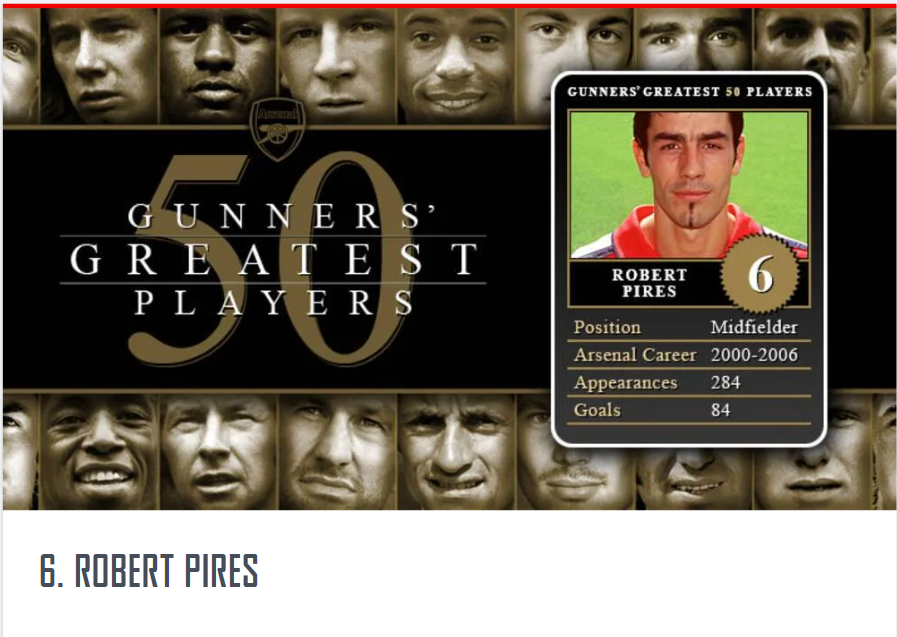 Arsenal
50
GUNNERS'
GREATEST
PLAYERS
GUNNERS' GREATEST 50 PLAYERS
ROBERT
PIRES
6
Position Midfielder
Arsenal Career 2000-2006
Appearances 284
Goals 84
6. ROBERT PIRES